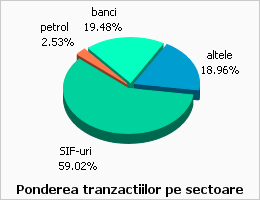 banci
19.48%
petrol
2.53%
altele
18.96%
SIF-uri
59.02%
Ponderea tranzactiilor pe sectoare